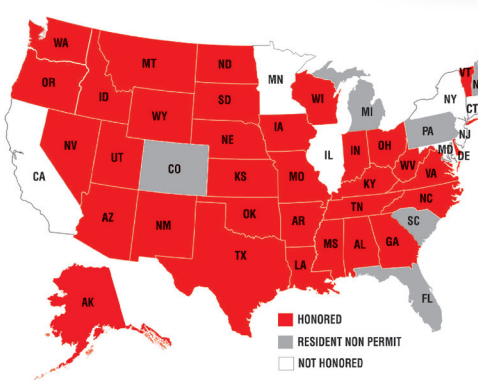 WA
MT
ND
MN
VT
N
OR
ID
SD
WI
MI
NY
CT
WY
IA
PA
NJ
NV
NE
IL
IN
OH
MD
DE
UT
CO
WV
VA
CA
KS
MO
KY
NC
AZ
NM
OK
AR
TN
SC
MS
AL
GA
TX
LA
AK
FL
HONORED
RESIDENT NON PERMIT
NOT HONORED